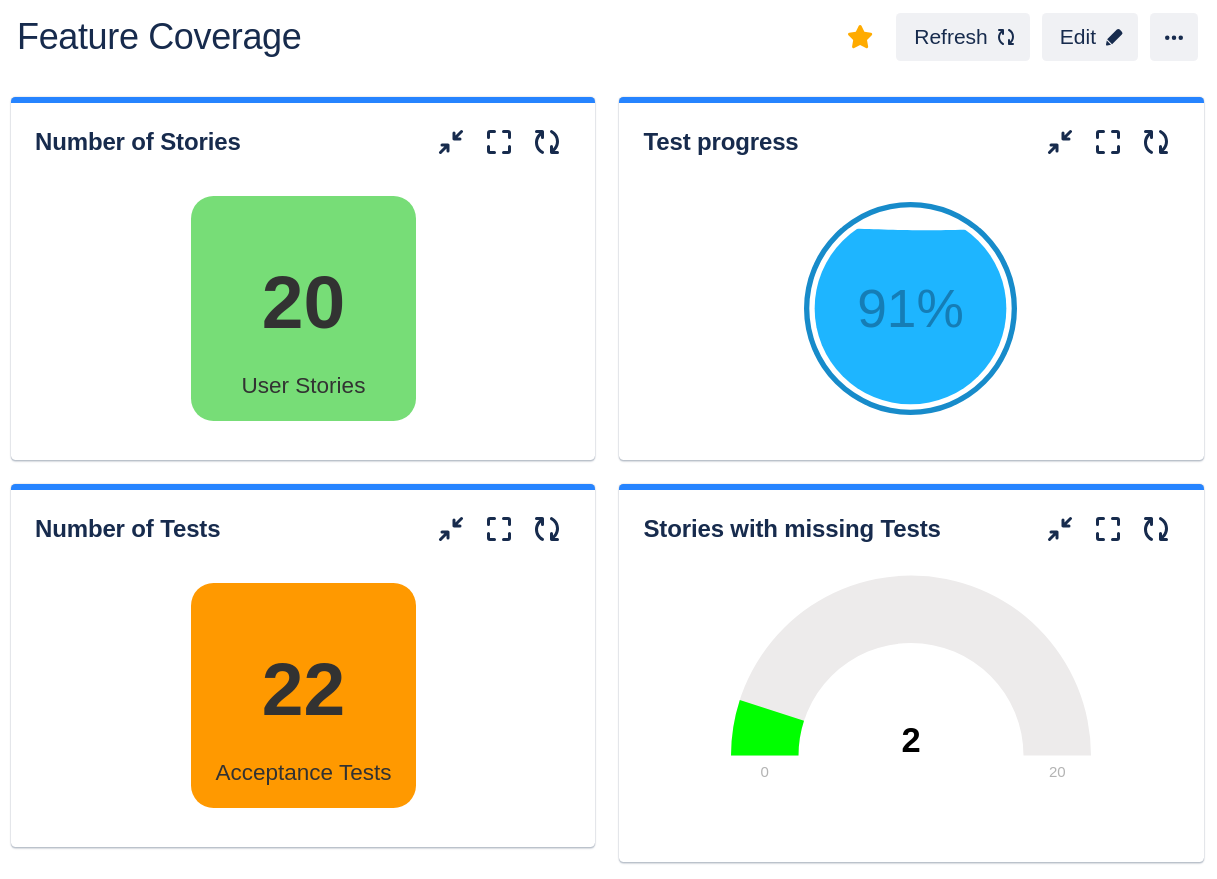 Feature Coverage
Refresh
Edit
Number of Stories
20
User Stories
Test progress
91%
Number of Tests
22
Acceptance Tests
Stories with missing Tests
2
0
20